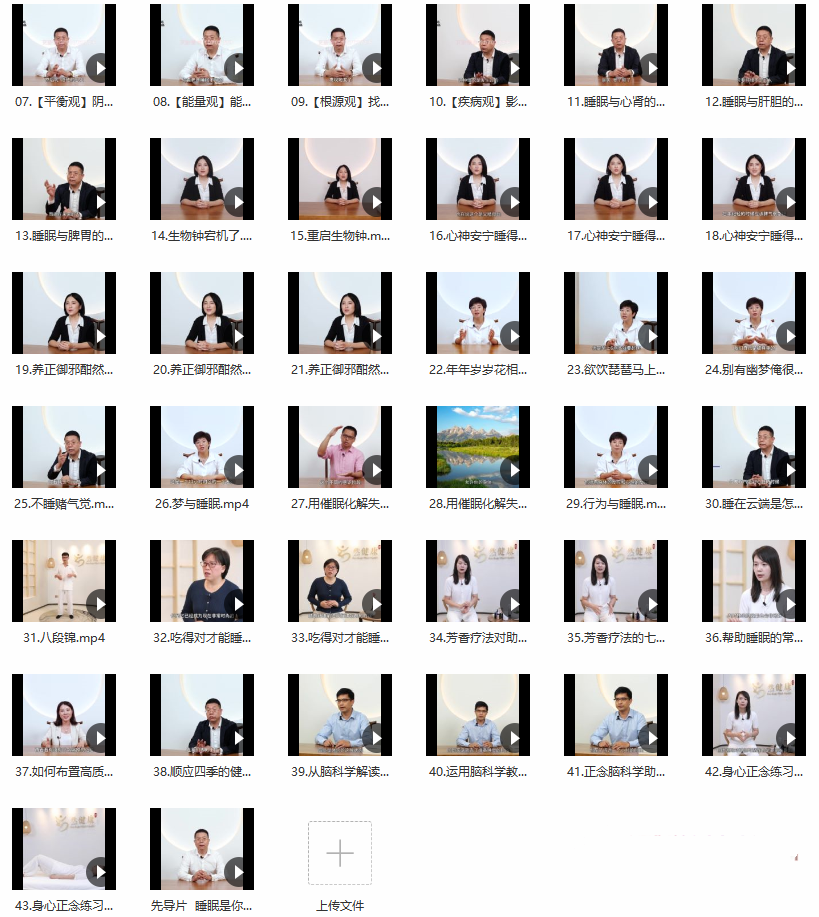 07.【平衡观】阴...
08.【能量观】能...
09.【根源观】找...
10.【疾病观】影...
11.睡眠与心肾的...
12.睡眠与肝胆的...
13.睡眠与脾胃的...
14.生物钟宕机了....
15.重启生物钟.m...
16.心神安宁睡得...
17.心神安宁睡得...
18.心神安宁睡得...
19.养正御邪酣然...
20.养正御邪酣然...
21.养正御邪酣然...
22.年年岁岁花相...
23.欲饮琵琶马上...
24.别有幽梦俺很...
25.不睡赌气觉.m...
26.梦与睡眠.mp4
27.用催眠化解失...
28.用催眠化解失...
29.行为与睡眠.m...
30.睡在云端是怎...
31.八段锦.mp4
32.吃得对才能睡...
33.吃得对才能睡...
34.芳香疗法对助...
35.芳香疗法的七...
36.帮助睡眠的常...
37.如何布置高质...
38.顺应四季的健...
39.从脑科学解读...
40.运用脑科学教...
41.正念脑科学助...
42.身心正念练习...
43.身心正念练习...
先导片 睡眠是你...
上传文件